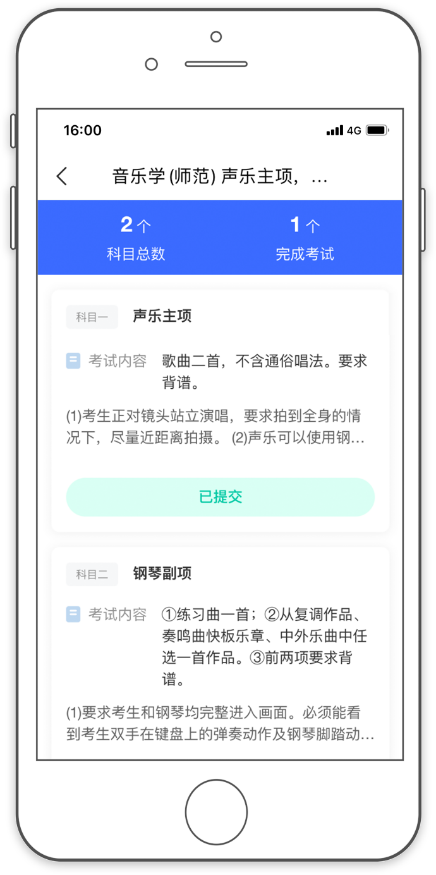 16:00 4G
音乐学(师范) 声乐主项，...
2个 1个
科目总数 完成考试
科目一 声乐主项
考试内容 歌曲二首，不含通俗唱法。要求
背谱。
(1)考生正对镜头站立演唱，要求拍到全身的情
况下，尽量近距离拍摄。 (2)声乐可以使用钢...
已提交
科目二 钢琴副项
考试内容 ①练习曲一首；②从复调作品、
奏鸣曲快板乐章、中外乐曲中任
选一首作品。③前两项要求背
谱。
(1)要求考生和钢琴均完整进入画面。必须能看
到考生双手在键盘上的弹奏动作及钢琴脚踏动...